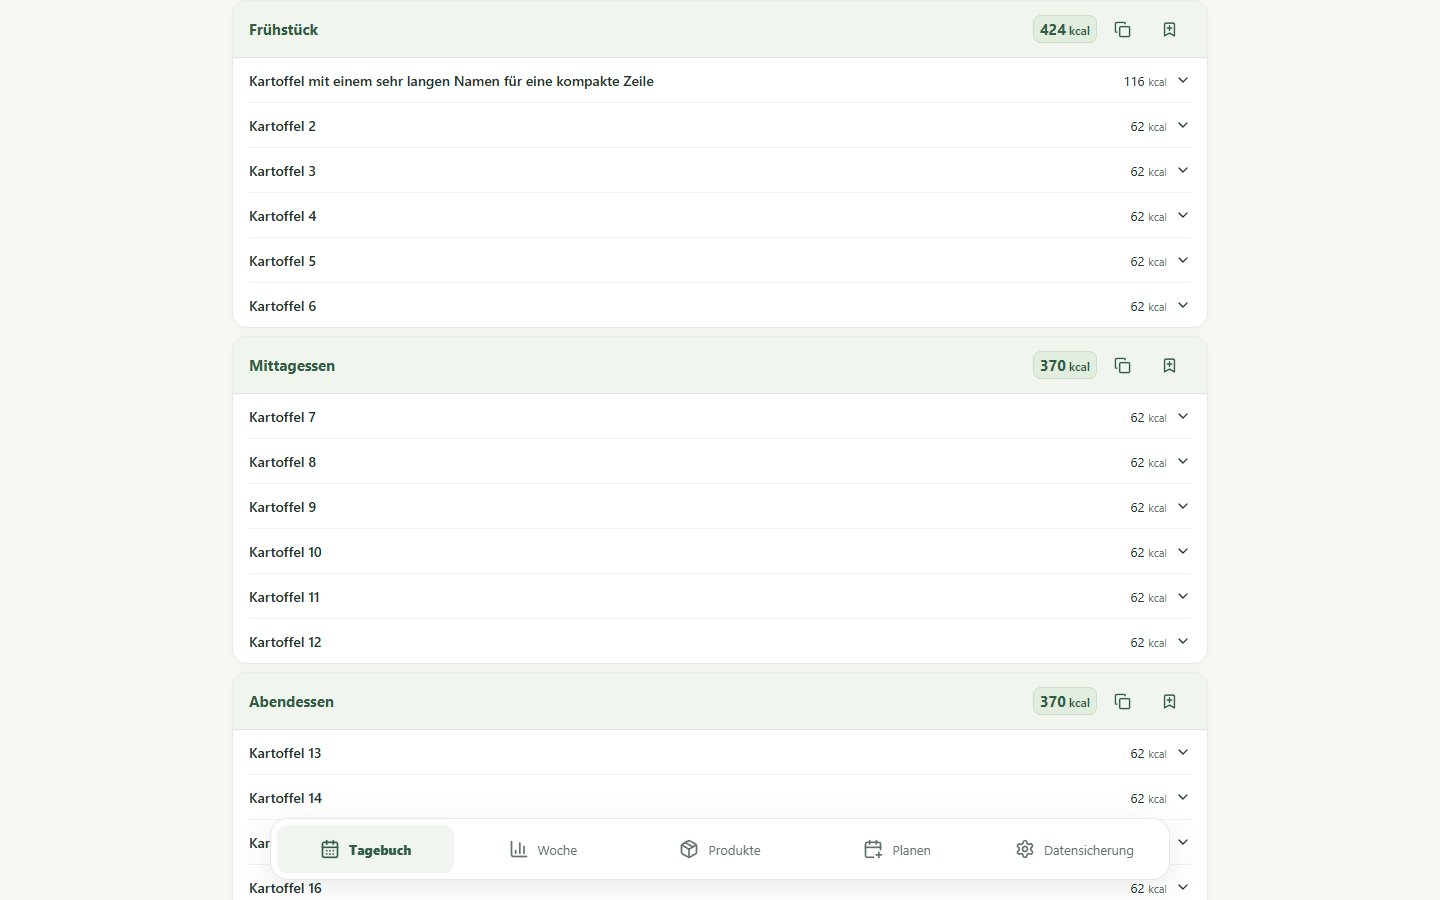 Frühstück 424 kcal
Kartoffel mit einem sehr langen Namen für eine kompakte Zeile 116 kcal
Kartoffel 2 62 kcal
Kartoffel 3 62 kcal
Kartoffel 4 62 kcal
Kartoffel 5 62 kcal
Kartoffel 6 62 kcal
Mittagessen 370 kcal
Kartoffel 7 62 kcal
Kartoffel 8 62 kcal
Kartoffel 9 62 kcal
Kartoffel 10 62 kcal
Kartoffel 11 62 kcal
Kartoffel 12 62 kcal
Abendessen 370 kcal
Kartoffel 13 62 kcal
Kartoffel 14 62 kcal
Tagebuch Woche Produkte Planen Datensicherung
Kartoffel 16 62 kcal